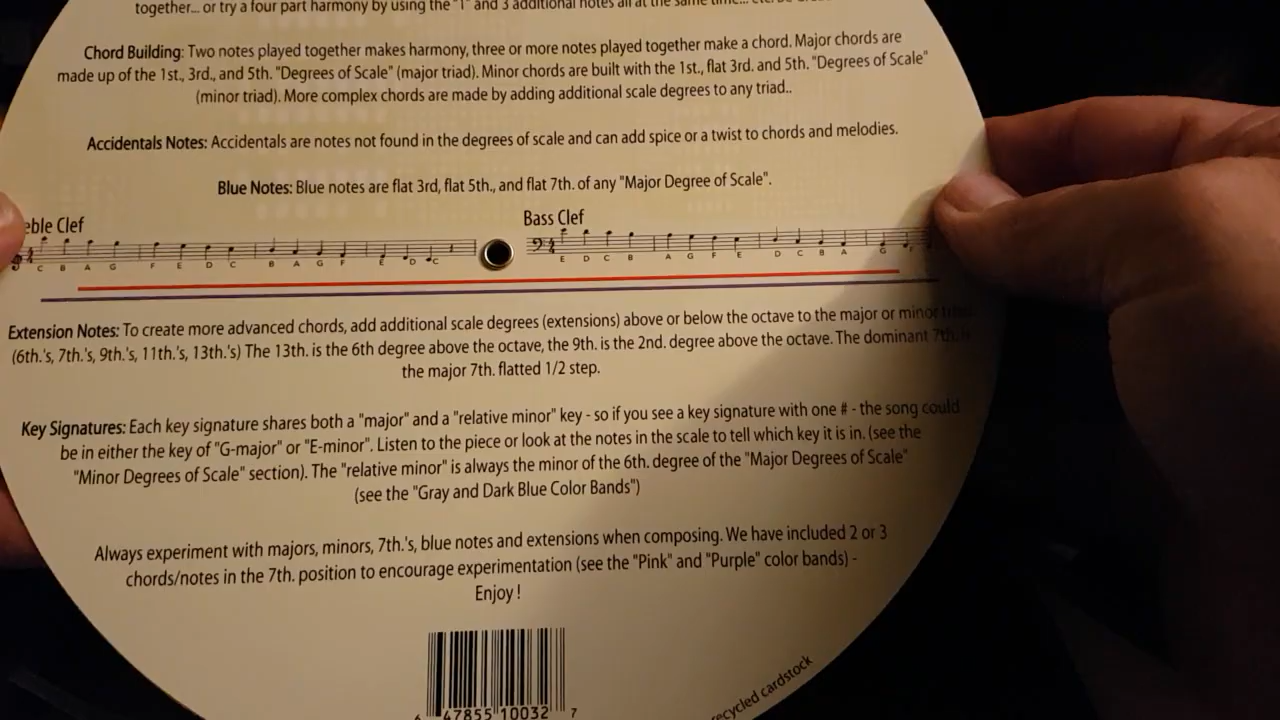 together... or try a four part harmony by using the "1" and 3 additional notes all at the same time...
Chord Building: Two notes played together makes harmony, three or more notes played together make a chord. Major chords are
made up of the 1st., 3rd., and 5th. "Degrees of Scale" (major triad). Minor chords are built with the 1st., flat 3rd. and 5th. "Degrees of Scale"
(minor triad). More complex chords are made by adding additional scale degrees to any triad..
Accidentals Notes: Accidentals are notes not found in the degrees of scale and can add spice or a twist to chords and melodies.
Blue Notes: Blue notes are flat 3rd, flat 5th., and flat 7th. of any "Major Degree of Scale".
eble Clef
Bass Clef
C B A G F E D C B A G F E D C
E D C B A G F E D C B A G F
Extension Notes: To create more advanced chords, add additional scale degrees (extensions) above or below the octave to the major or minor
(6th.'s, 7th.'s, 9th.'s, 11th.'s, 13th.'s) The 13th. is the 6th degree above the octave, the 9th. is the 2nd. degree above the octave. The dominant 7th. is
the major 7th. flatted 1/2 step.
Key Signatures: Each key signature shares both a "major" and a "relative minor" key - so if you see a key signature with one # - the song could
be in either the key of "G-major" or "E-minor". Listen to the piece or look at the notes in the scale to tell which key it is in. (see the
"Minor Degrees of Scale" section). The "relative minor" is always the minor of the 6th. degree of the "Major Degrees of Scale"
(see the "Gray and Dark Blue Color Bands")
Always experiment with majors, minors, 7th.'s, blue notes and extensions when composing. We have included 2 or 3
chords/notes in the 7th. position to encourage experimentation (see the "Pink" and "Purple" color bands) -
Enjoy !
47855 10032 7
ecycled cardstock